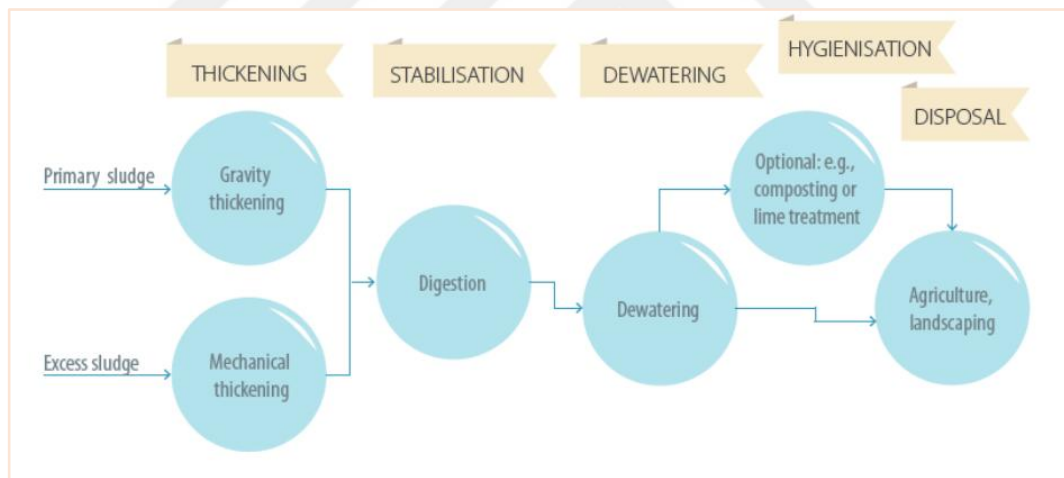 THICKENING
STABILISATION
DEWATERING
HYGIENISATION
DISPOSAL
Primary sludge
Gravity
thickening
Excess sludge
Mechanical
thickening
Digestion
Dewatering
Optional: e.g.,
composting or
lime treatment
Agriculture,
landscaping